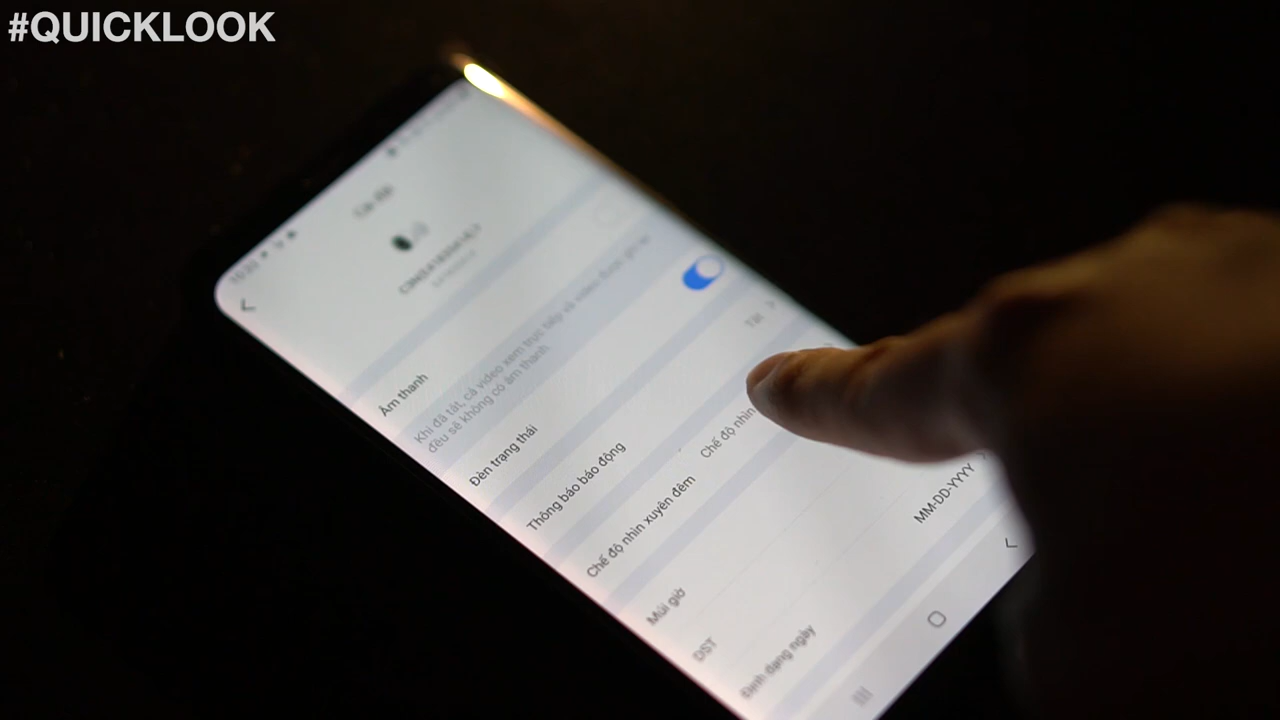 #QUICKLOOK
Âm thanh
Khi đã tắt, cả video xem trực tiếp và video được ghi lại
đều sẽ không có âm thanh
Đèn trạng thái
Thông báo báo động
Tắt
Chế độ nhìn xuyên đêm
Chế độ nhìn
Múi giờ
DST
Định dạng ngày
MM-DD-YYYY